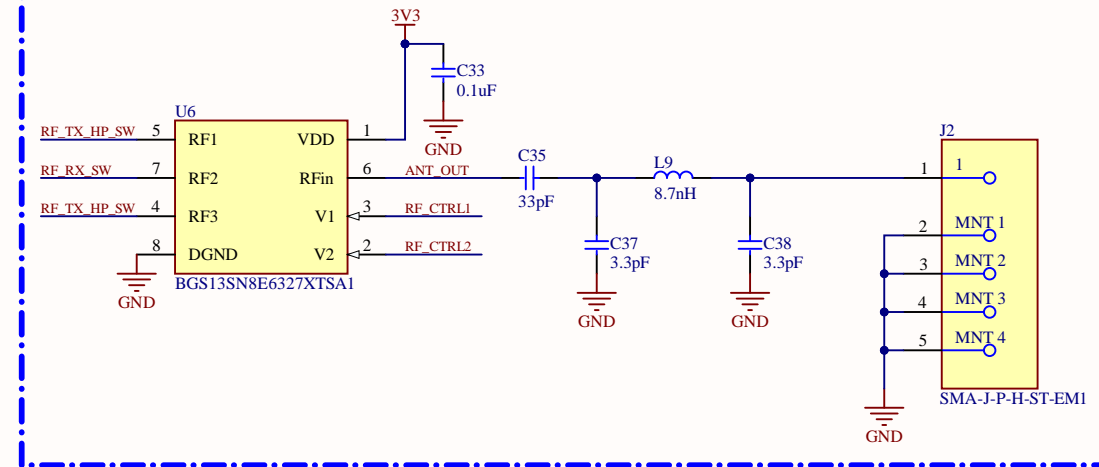 3V3
C33
0.1uF
GND
U6
RF_TX_HP_SW 5 RF1 VDD 1
RF_RX_SW 7 RF2 RFin 6 ANT_OUT
RF_TX_HP_SW 4 RF3 V1 3 RF_CTRL1
8 DGND V2 2 RF_CTRL2
GND
BGS13SN8E6327XTSA1
C35
33pF
L9
8.7nH
C37
3.3pF
GND
C38
3.3pF
GND
J2
1 1
2 MNT 1
3 MNT 2
4 MNT 3
5 MNT 4
SMA-J-P-H-ST-EM1
GND